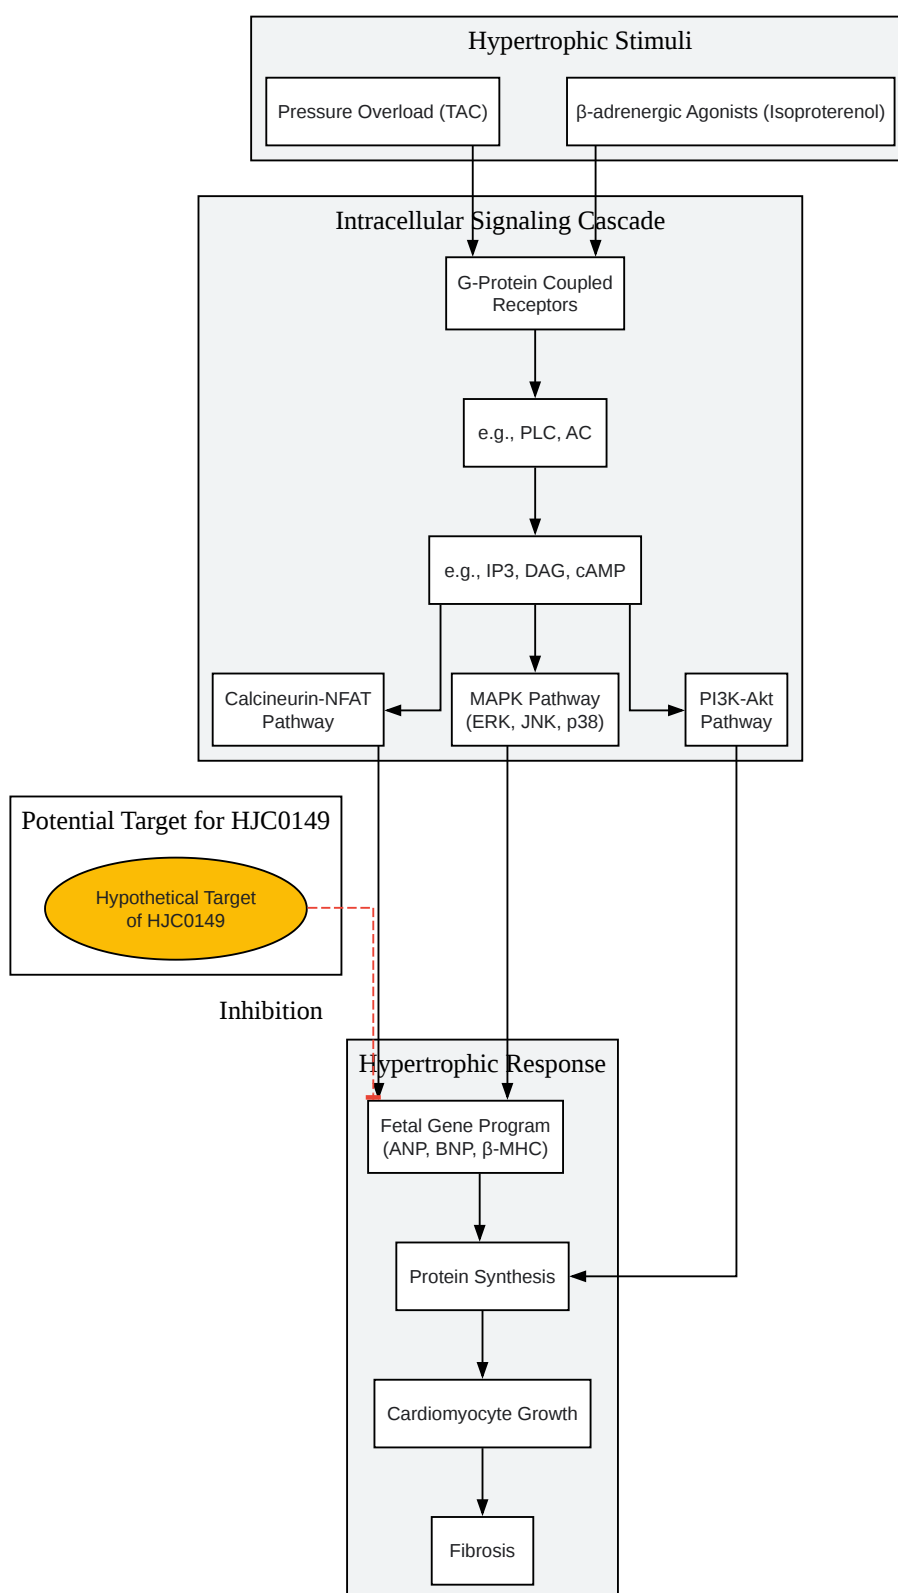 Hypertrophic Stimuli
Pressure Overload (TAC)
β-adrenergic Agonists (Isoproterenol)
Intracellular Signaling Cascade
G-Protein Coupled
Receptors
e.g., PLC, AC
e.g., IP3, DAG, cAMP
Calcineurin-NFAT
Pathway
MAPK Pathway
(ERK, JNK, p38)
PI3K-Akt
Pathway
Potential Target for HJC0149
Hypothetical Target
of HJC0149
Inhibition
Hypertrophic Response
Fetal Gene Program
(ANP, BNP, β-MHC)
Protein Synthesis
Cardiomyocyte Growth
Fibrosis